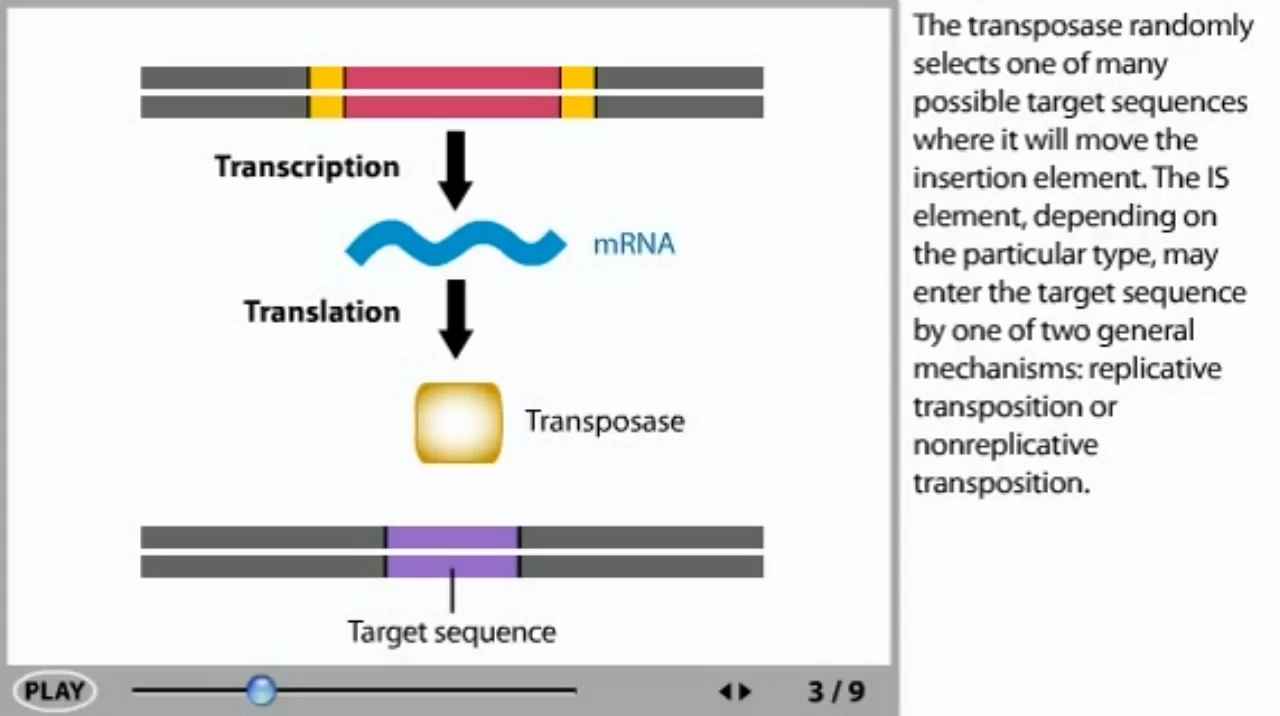 Transcription
mRNA
Translation
Transposase
Target sequence
PLAY
3 / 9
The transposase randomly
selects one of many
possible target sequences
where it will move the
insertion element. The IS
element, depending on
the particular type, may
enter the target sequence
by one of two general
mechanisms: replicative
transposition or
nonreplicative
transposition.